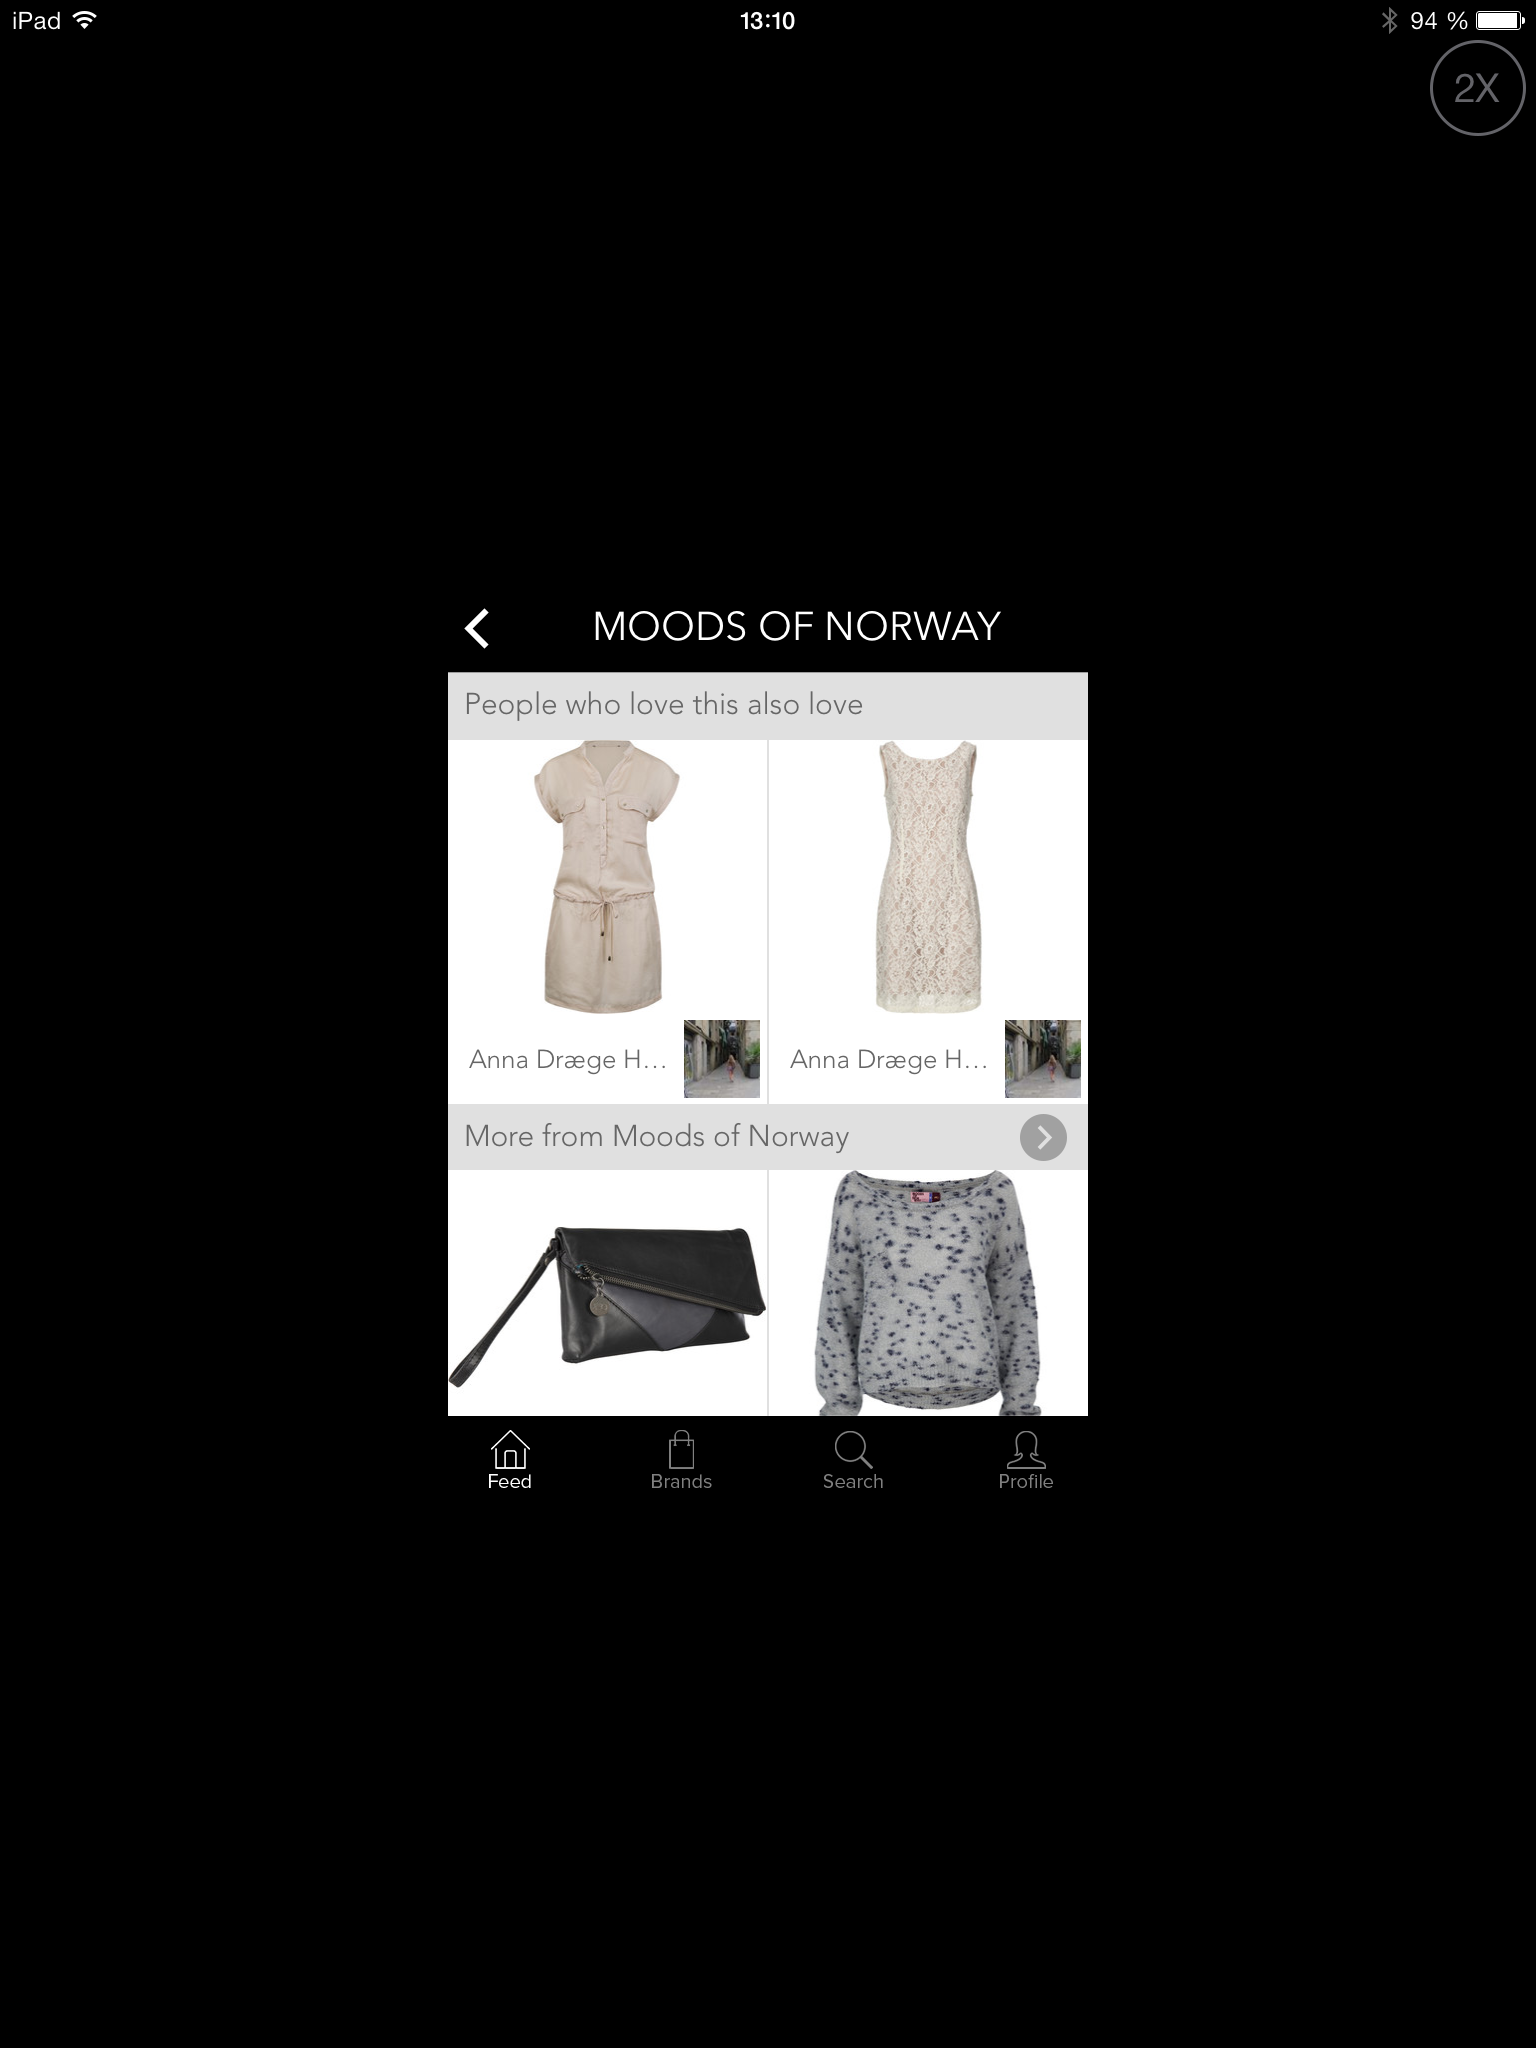 iPad 13:10 94 %
2X
MOODS OF NORWAY
People who love this also love
Anna Dræge H... Anna Dræge H...
More from Moods of Norway
Feed Brands Search Profile